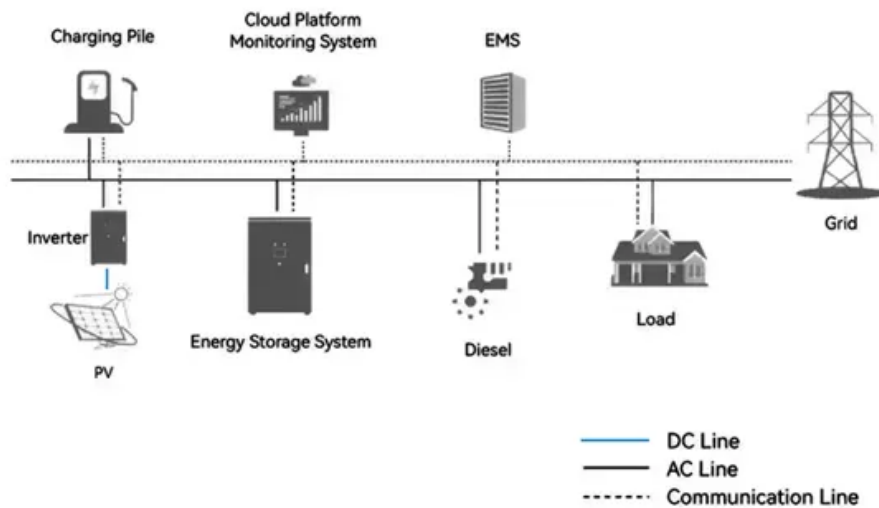 Charging Pile
Cloud Platform
Monitoring System
EMS
Inverter
PV
Energy Storage System
Diesel
Load
Grid
DC Line
AC Line
Communication Line